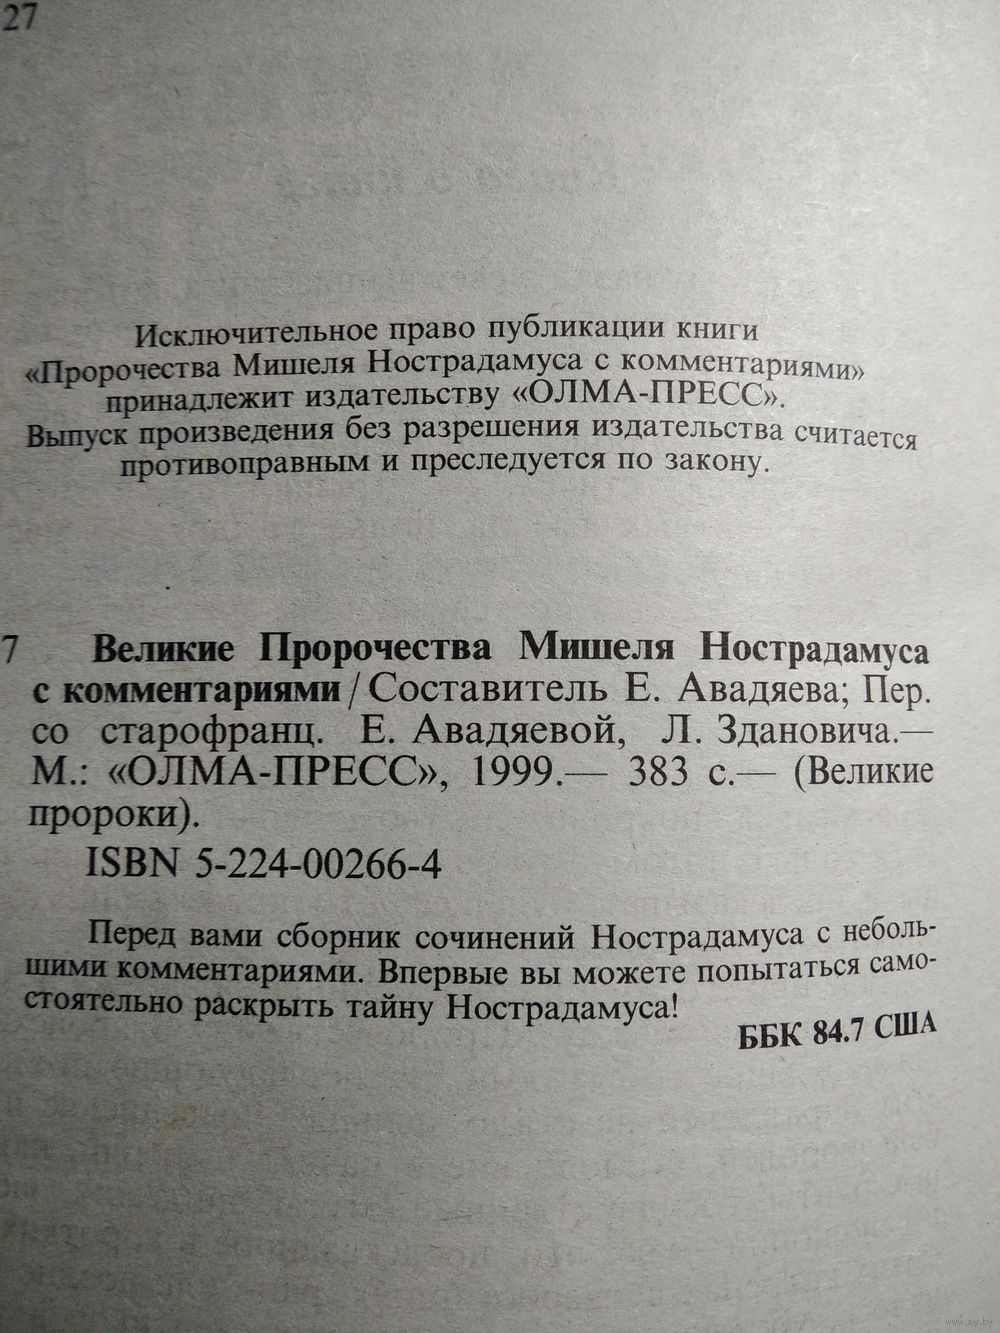 27
Исключительное право публикации книги
«Пророчества Мишеля Нострадамуса с комментариями»
принадлежит издательству «ОЛМА-ПРЕСС».
Выпуск произведения без разрешения издательства считается
противоправным и преследуется по закону.
7 Великие Пророчества Мишеля Нострадамуса
с комментариями/Составитель Е. Авадяева; Пер.
со старофранц. Е. Авадяевой, Л. Здановича.—
М.: «ОЛМА-ПРЕСС», 1999.— 383 с.— (Великие
пророки).
ISBN 5-224-00266-4
Перед вами сборник сочинений Нострадамуса с неболь-
шими комментариями. Впервые вы можете попытаться само-
стоятельно раскрыть тайну Нострадамуса!
ББК 84.7 США
www.ay.by